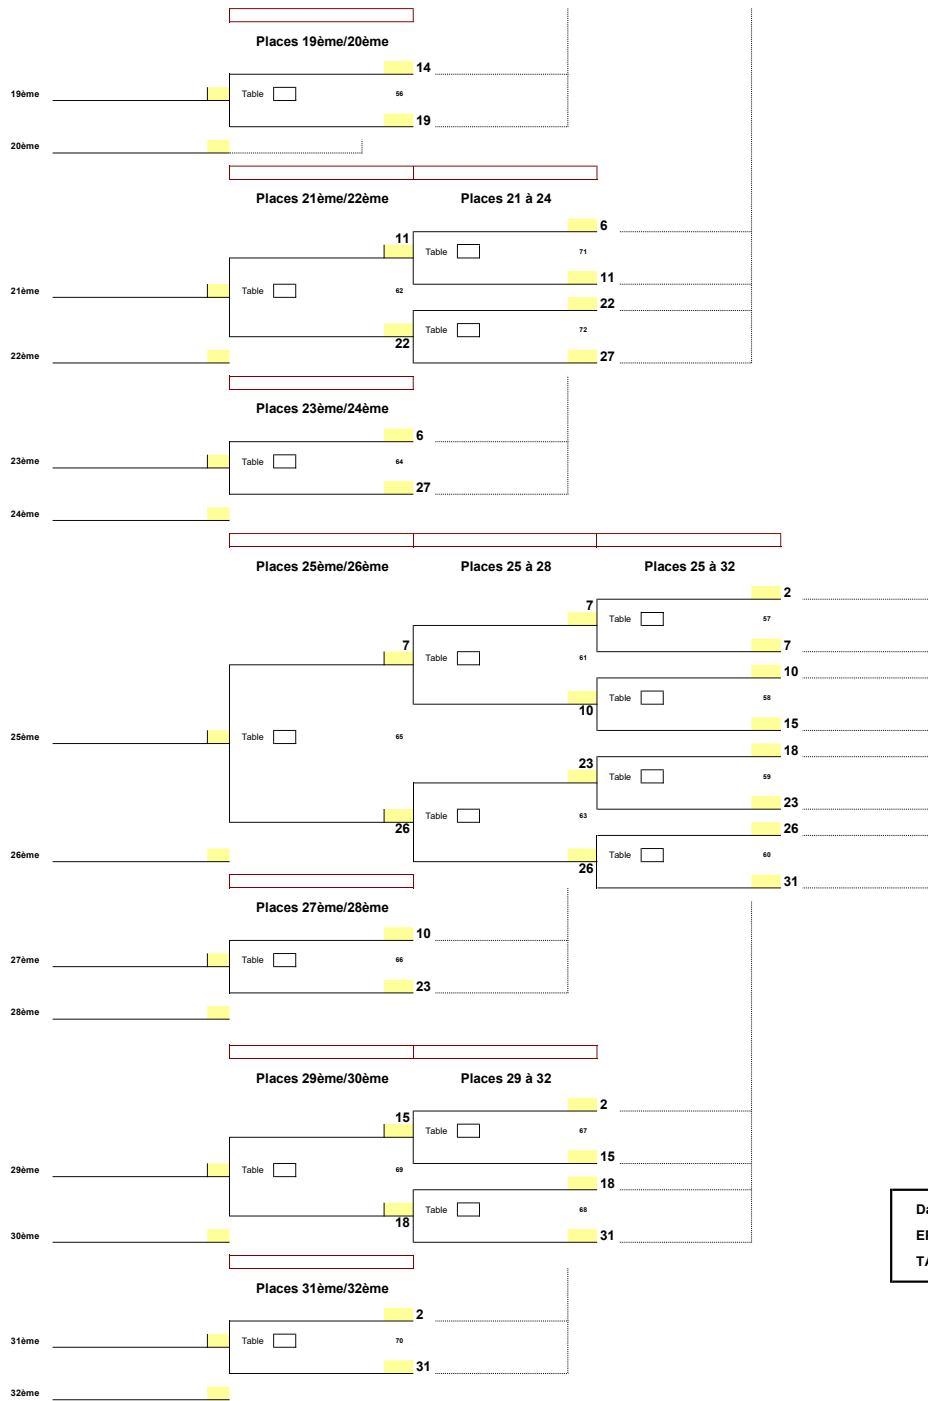 Places 19ème/20ème
14
19ème Table 56
19
20ème
Places 21ème/22ème Places 21 à 24
6
11
Table 71
11
21ème Table 62
22
Table 72
22
22ème 27
Places 23ème/24ème
6
23ème Table 64
27
24ème
Places 25ème/26ème Places 25 à 28 Places 25 à 32
2
7
Table 57
7 7
Table 61
10
Table 58
10
15
25ème Table 65
18
23
Table 59
23
Table 63
26 26
26ème Table 60
26
31
Places 27ème/28ème
10
27ème Table 66
23
28ème
Places 29ème/30ème Places 29 à 32
2
15
Table 67
15
29ème Table 69
18
Table 68
18
30ème 31
Da
TA
Places 31ème/32ème
2
31ème Table 70
31
32ème